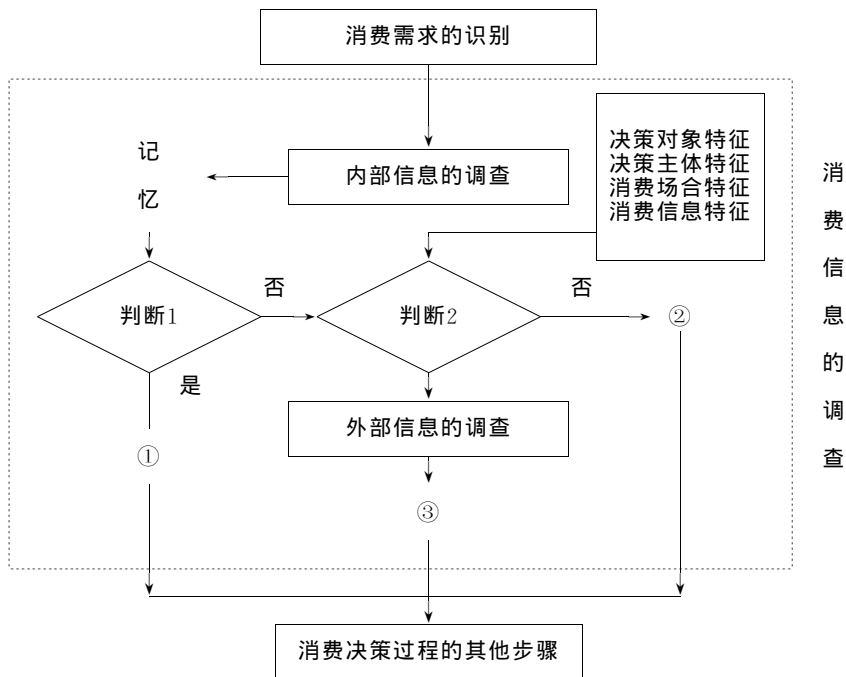 消费需求的识别
记
忆
内部信息的调查
决策对象特征
决策主体特征
消费场合特征
消费信息特征
判断1
否
判断2
否
②
是
外部信息的调查
①
③
消费决策过程的其他步骤
消
费
信
息
的
调
查